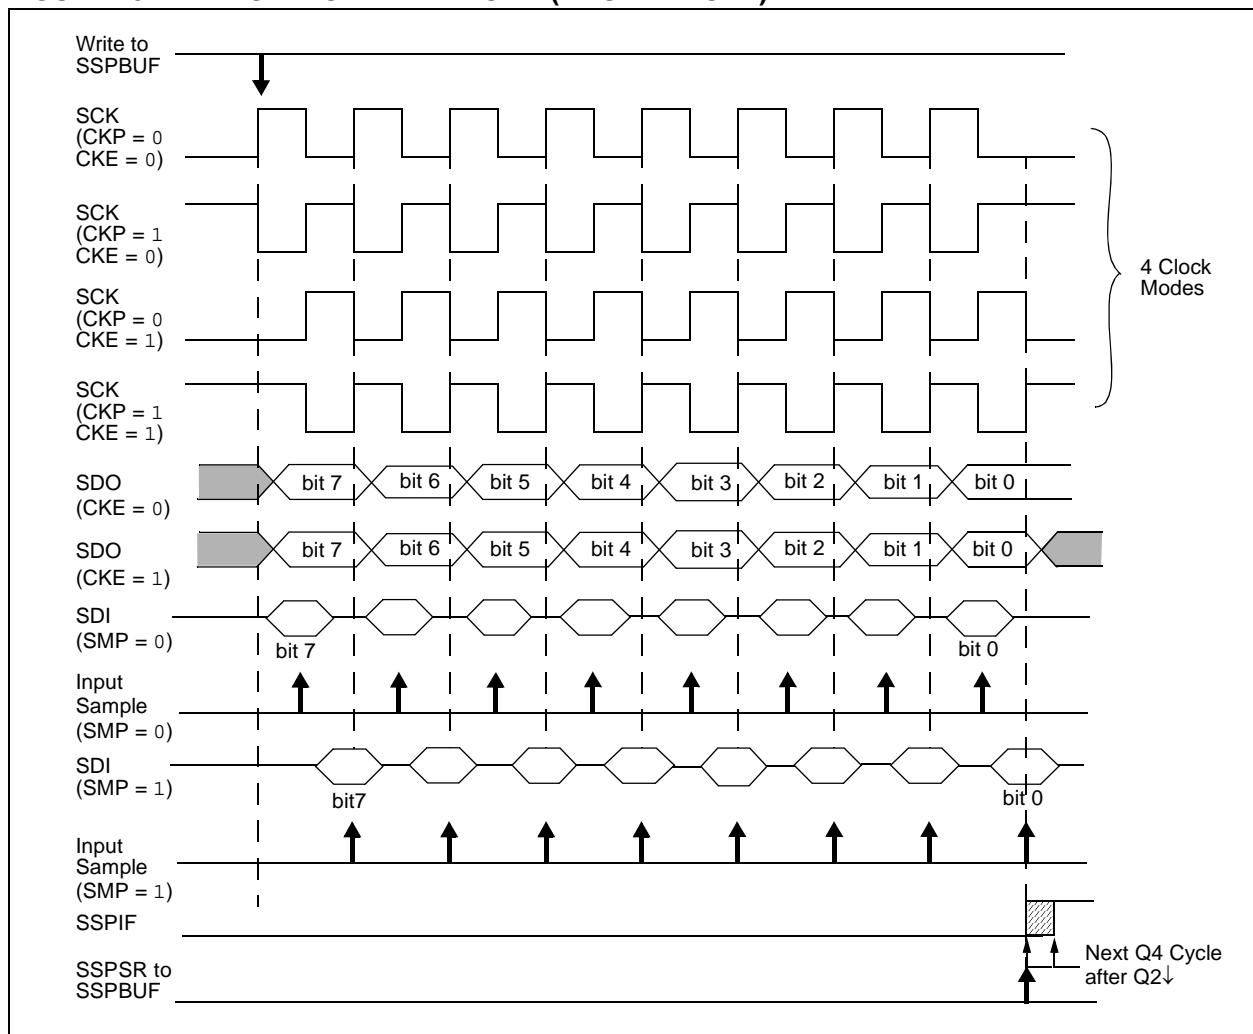 Write to
SSPBUF
SCK
(CKP = 0
CKE = 0)
SCK
(CKP = 1
CKE = 0)
SCK
(CKP = 0
CKE = 1)
SCK
(CKP = 1
CKE = 1)
4 Clock
Modes
SDO
(CKE = 0)
bit 7 bit 6 bit 5 bit 4 bit 3 bit 2 bit 1 bit 0
SDO
(CKE = 1)
bit 7 bit 6 bit 5 bit 4 bit 3 bit 2 bit 1 bit 0
SDI
(SMP = 0)
bit 7 bit 0
Input
Sample
(SMP = 0)
SDI
(SMP = 1)
bit7 bit 0
Input
Sample
(SMP = 1)
SSPIF
SSPSR to
SSPBUF
Next Q4 Cycle
after Q2↓